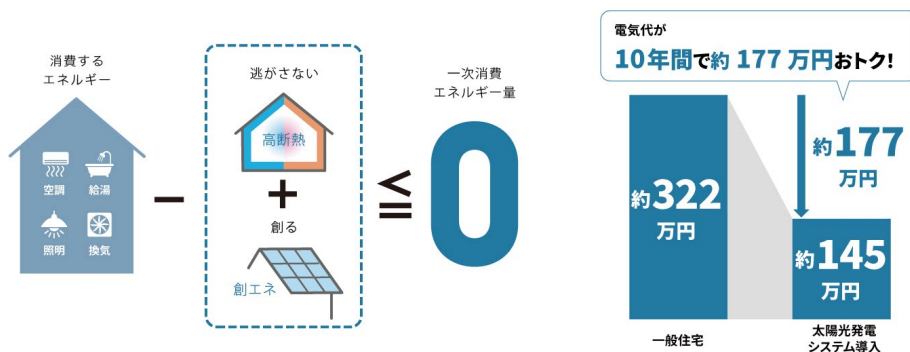 消費する
エネルギー
空調
給湯
照明
換気
−
逃がさない
高断熱
+
創る
創エネ
≦
一次消費
エネルギー量
0
電気代が
10年間で約 177 万円おトク!
約322
万円
約177
万円
約145
万円
一般住宅
太陽光発電
システム導入